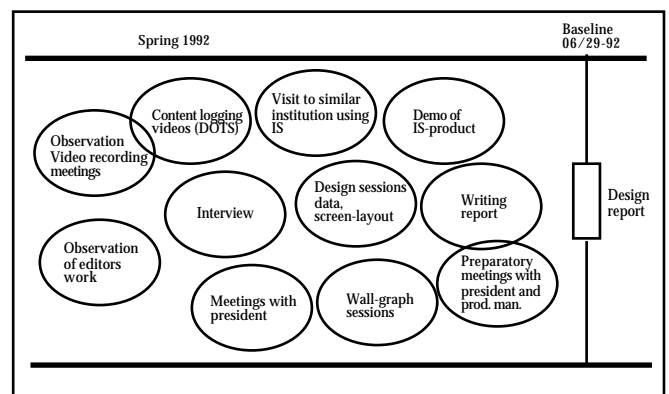 Spring 1992
Baseline
06/29-92
Observation
Video recording
meetings
Content logging
videos (DOTS)
Visit to similar
institution using
IS
Demo of
IS-product
Interview
Design sessions
data,
screen-layout
Writing
report
Design
report
Observation
of editors
work
Meetings with
president
Wall-graph
sessions
Preparatory
meetings with
president and
prod. man.